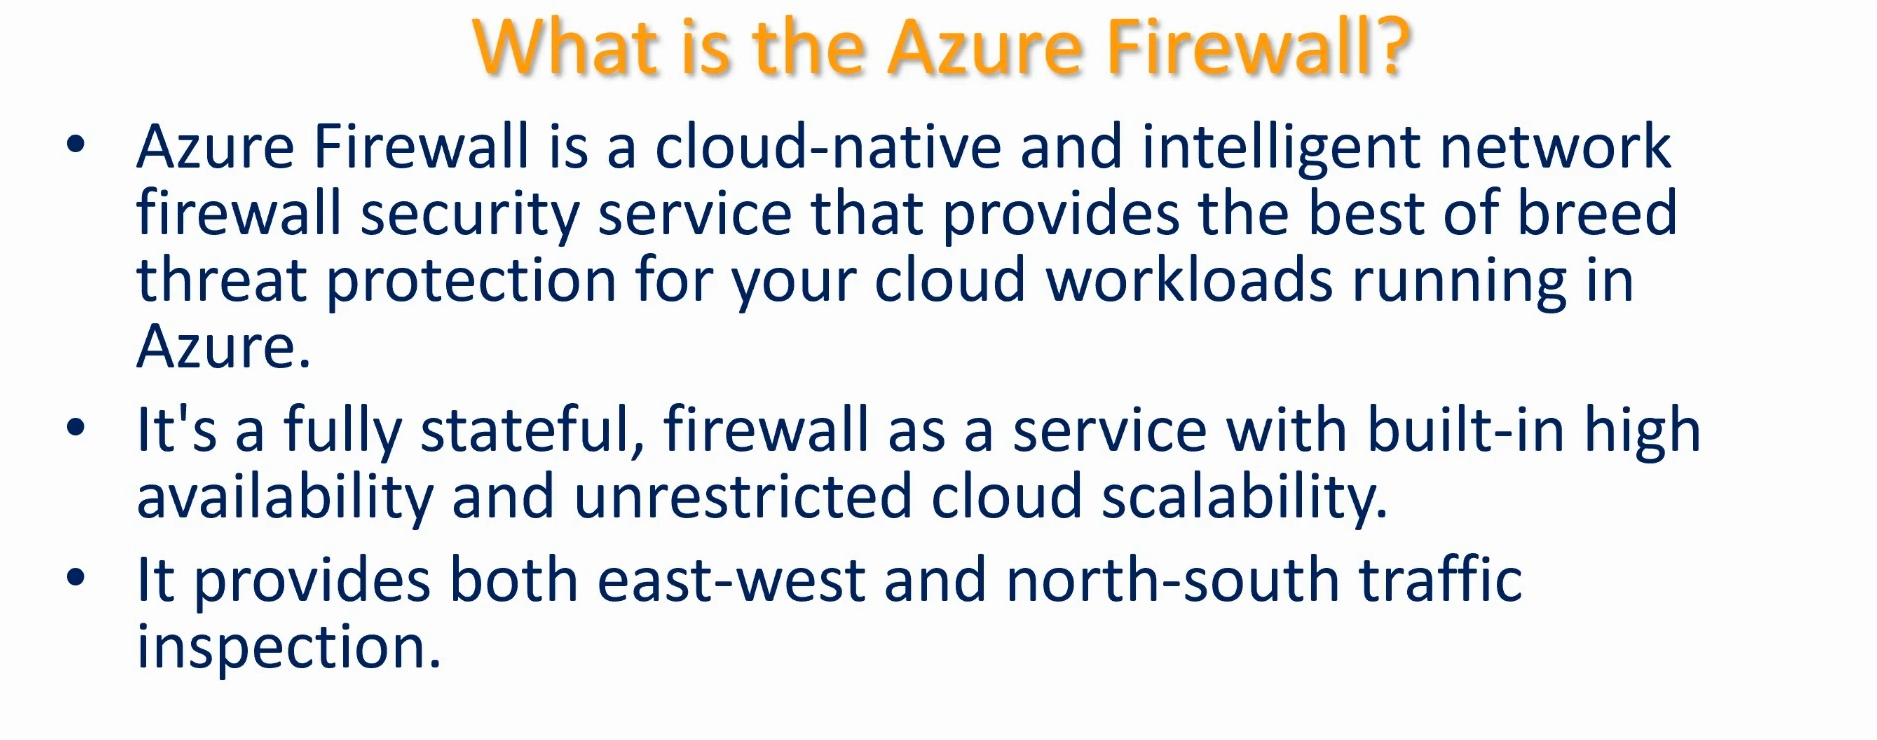 What is the Azure Firewall?
• Azure Firewall is a cloud-native and intelligent network
firewall security service that provides the best of breed
threat protection for your cloud workloads running in
Azure.
• It's a fully stateful, firewall as a service with built-in high
availability and unrestricted cloud scalability.
• It provides both east-west and north-south traffic
inspection.